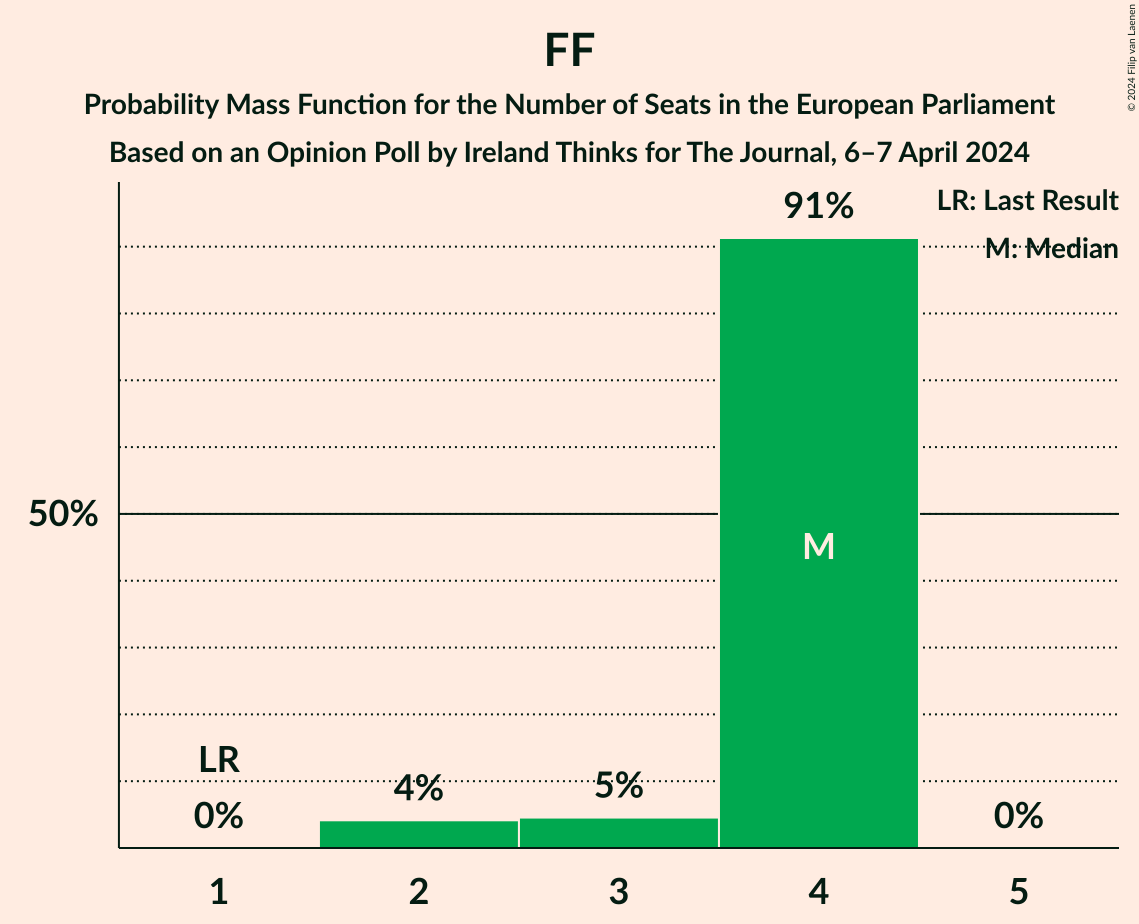 FF
Probability Mass Function for the Number of Seats in the European Parliament
Based on an Opinion Poll by Ireland Thinks for The Journal, 6–7 April 2024
© 2024 Filip van Laenen
LR: Last Result
M: Median
91%
50%
M
LR
0%
4%
5%
0%
1
2
3
4
5